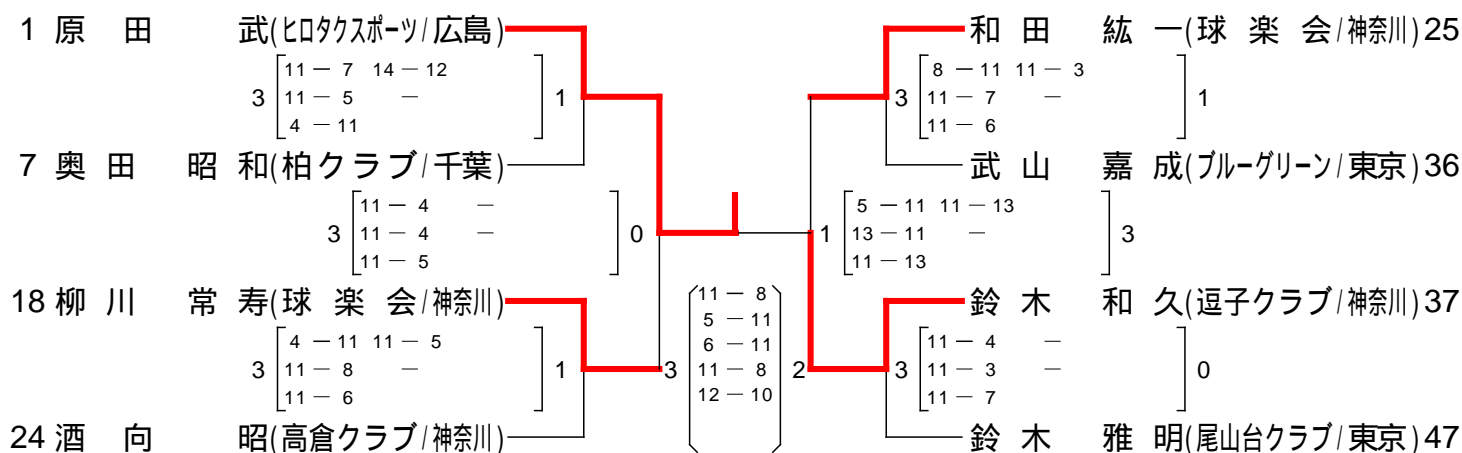 1 原 田 武(ヒロタクスポーツ/広島)
3 1
11 － 7 14 － 12
11 － 5 －
4 － 11
7 奥 田 昭 和(柏クラブ/千葉)
3 0
11 － 4 －
11 － 4 －
11 － 5
18 柳 川 常 寿(球 楽 会/神奈川)
3 1
4 － 11 11 － 5
11 － 8 －
11 － 6
24 酒 向 昭(高倉クラブ/神奈川)
3 2
11 － 8
5 － 11
6 － 11
11 － 8
12 － 10
和 田 紘 一(球 楽 会/神奈川)25
3 1
8 － 11 11 － 3
11 － 7 －
11 － 6
武 山 嘉 成(ブルーグリーン/東京)36
1 3
5 － 11 11 － 13
13 － 11 －
11 － 13
鈴 木 和 久(逗子クラブ/神奈川)37
3 0
11 － 4 －
11 － 3 －
11 － 7
鈴 木 雅 明(尾山台クラブ/東京)47